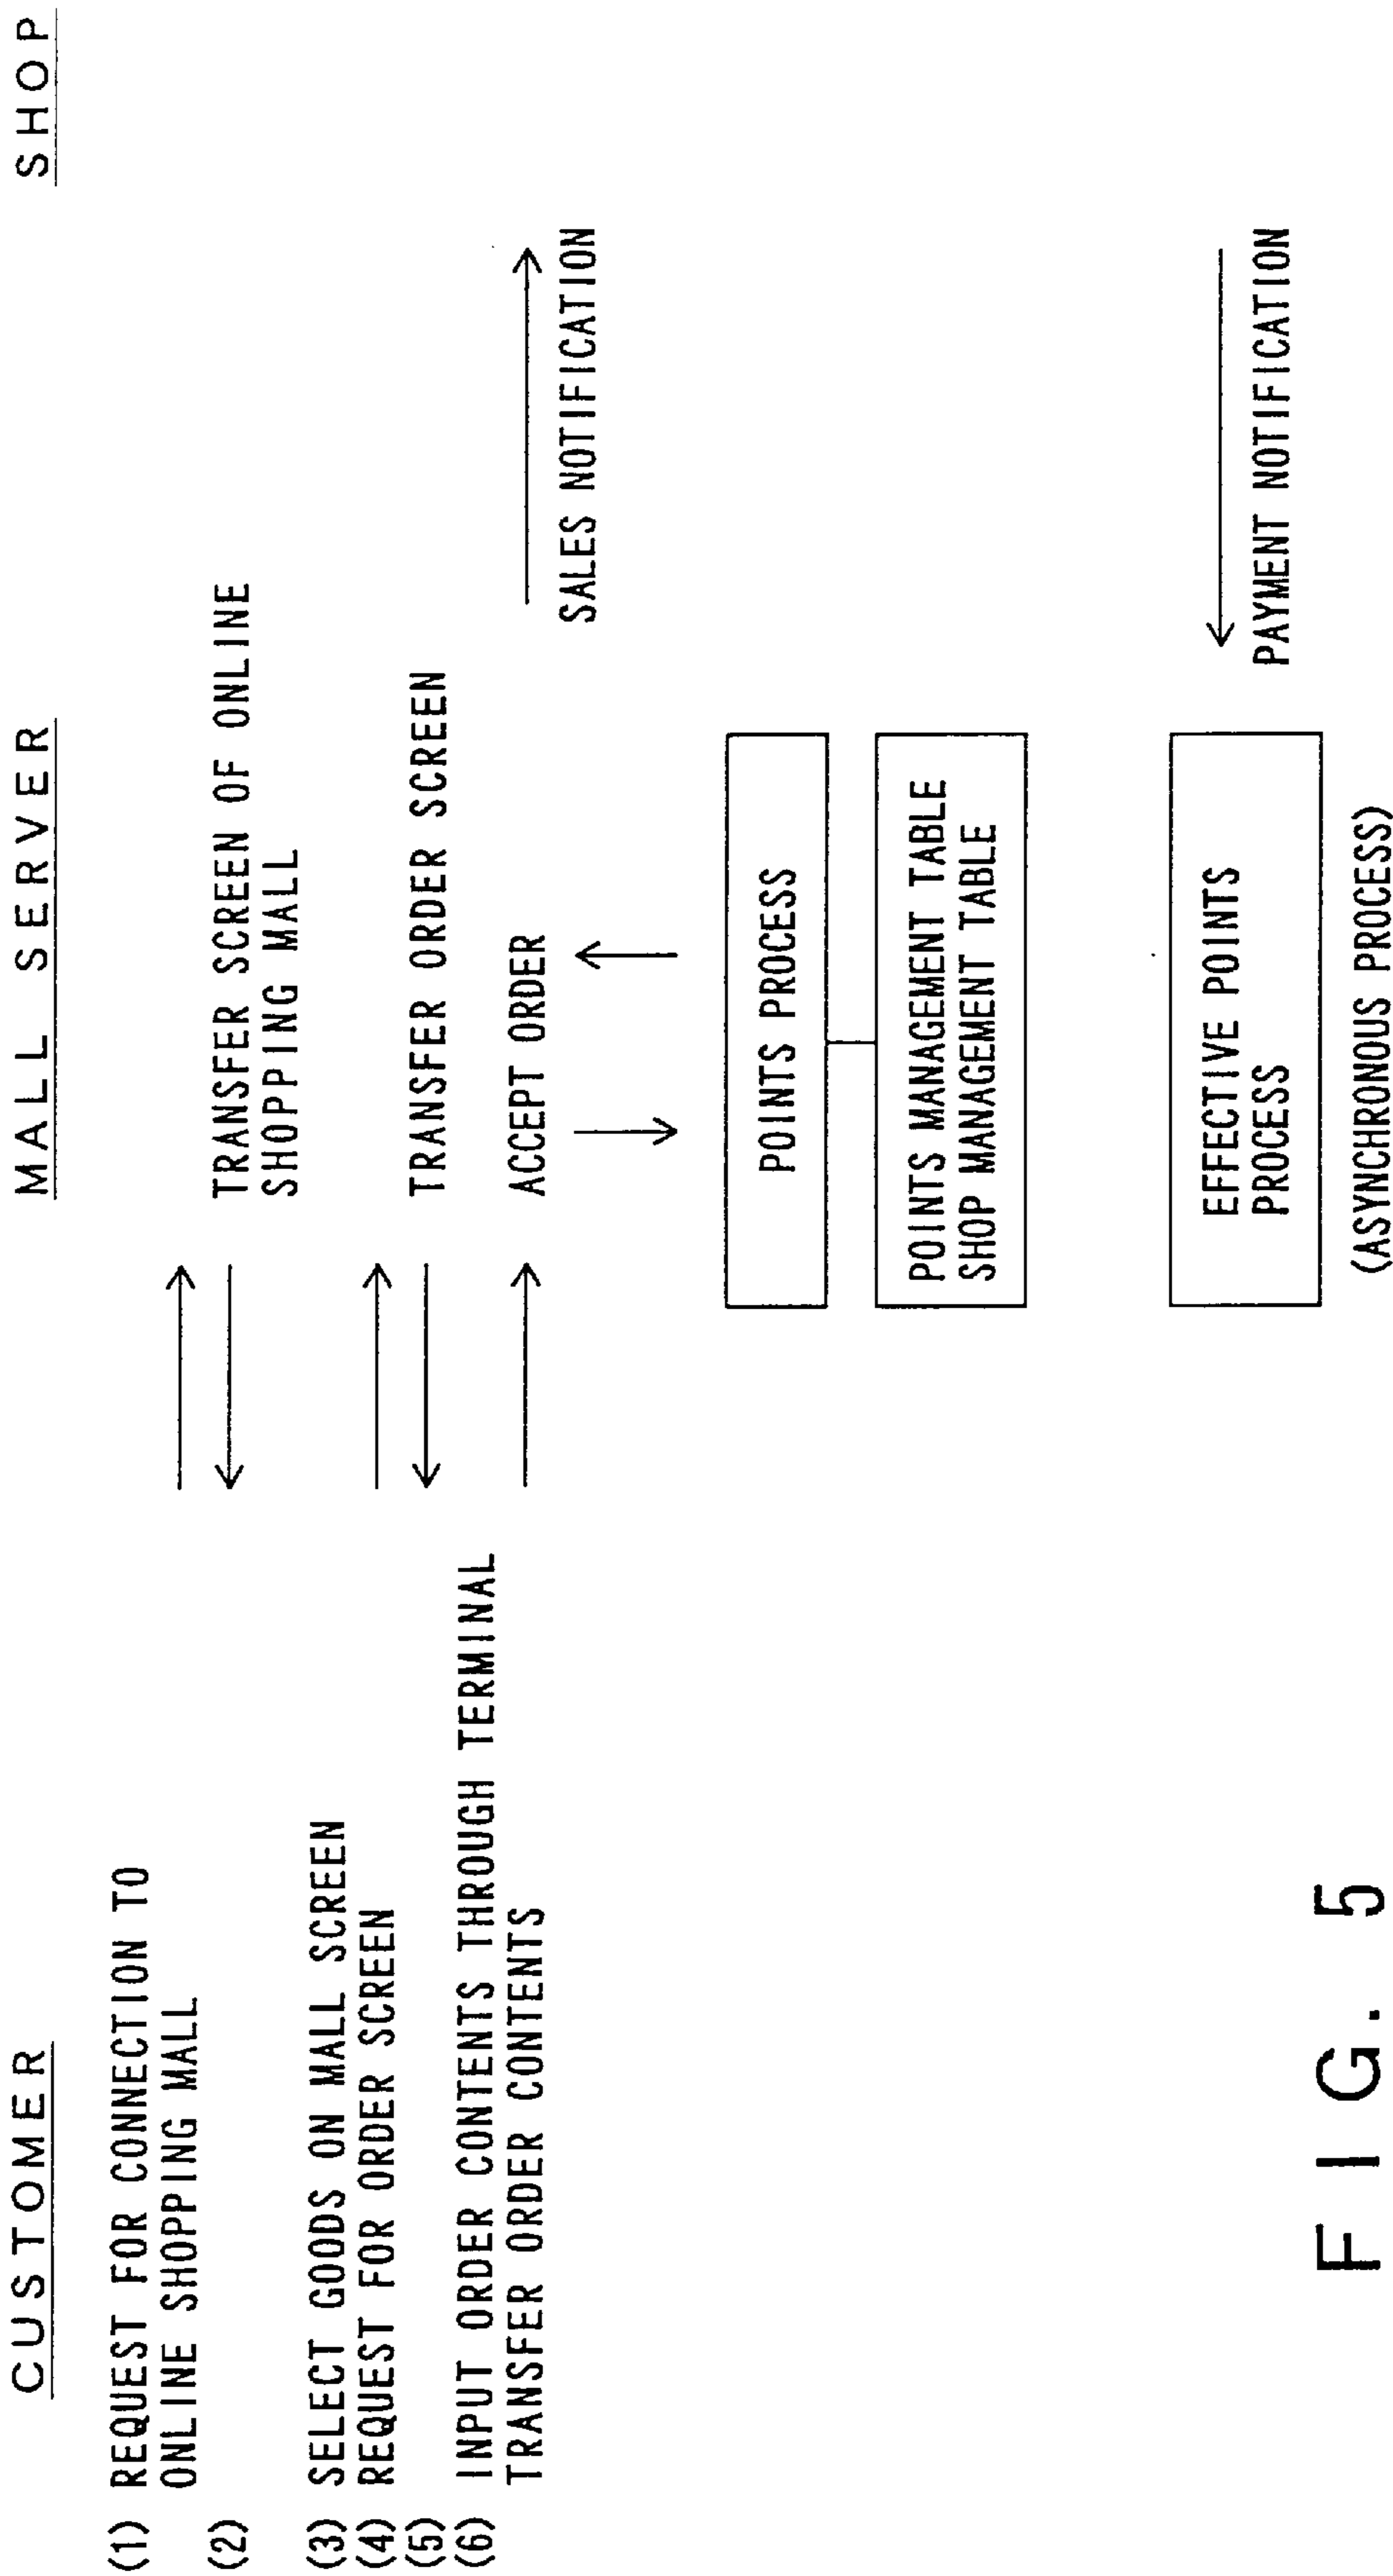 CUSTOMER
MALL SERVER
SHOP
(1) REQUEST FOR CONNECTION TO
ONLINE SHOPPING MALL
(2)
TRANSFER SCREEN OF ONLINE
SHOPPING MALL
(3) SELECT GOODS ON MALL SCREEN
(4) REQUEST FOR ORDER SCREEN
(5)
TRANSFER ORDER SCREEN
(6) INPUT ORDER CONTENTS THROUGH TERMINAL
TRANSFER ORDER CONTENTS
ACCEPT ORDER
SALES NOTIFICATION
POINTS PROCESS
POINTS MANAGEMENT TABLE
SHOP MANAGEMENT TABLE
EFFECTIVE POINTS
PROCESS
PAYMENT NOTIFICATION
(ASYNCHRONOUS PROCESS)
FIG. 5